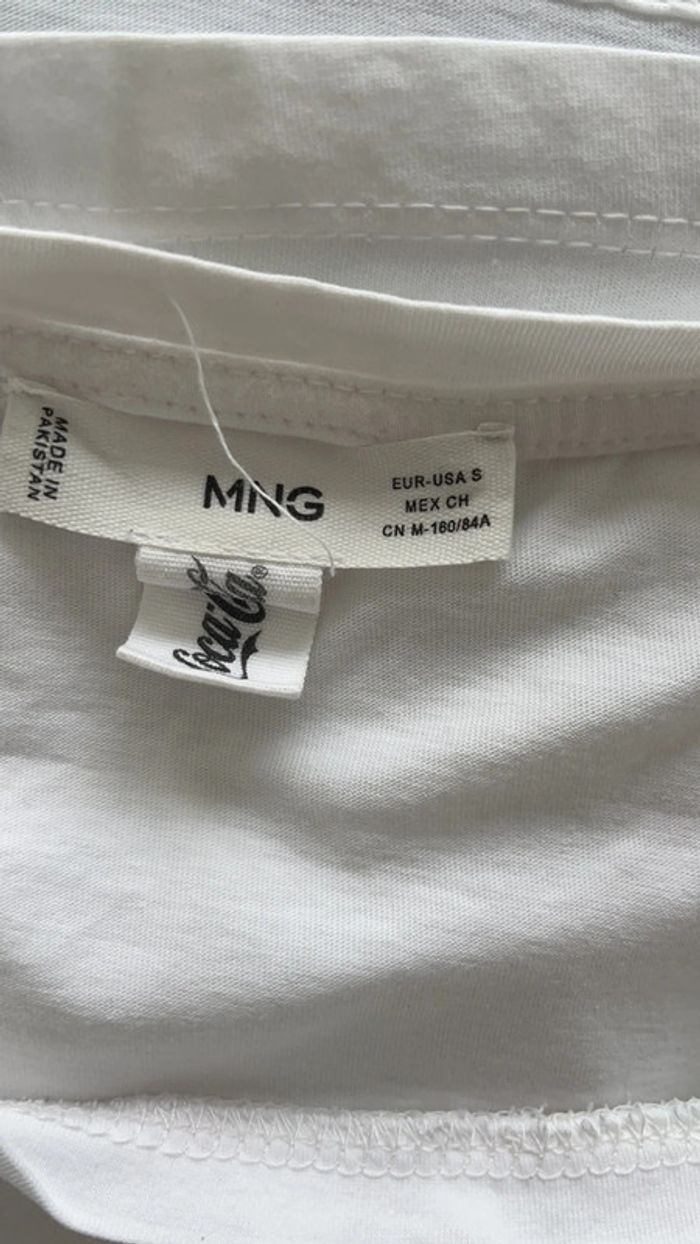 MADE IN
PAKISTAN
MNG
EUR-USA S
MEX CH
CN M-160/84A
Coca-Cola®